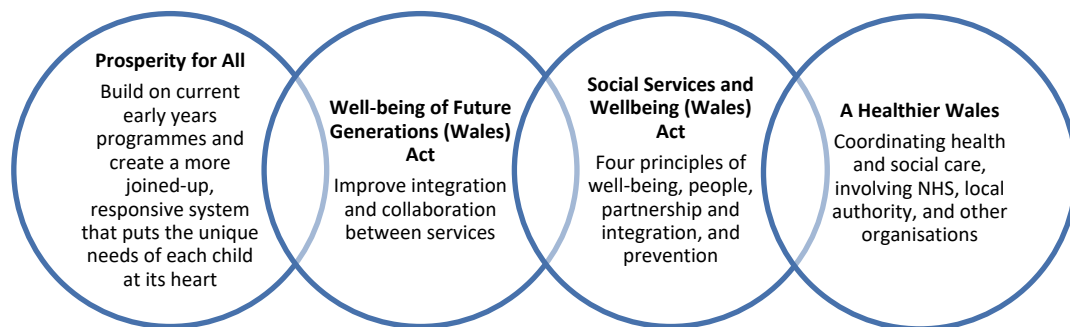 Prosperity for All
Build on current
early years
programmes and
create a more
joined-up,
responsive system
that puts the unique
needs of each child
at its heart
Well-being of Future
Generations (Wales)
Act
Improve integration
and collaboration
between services
Social Services and
Wellbeing (Wales)
Act
Four principles of
well-being, people,
partnership and
integration, and
prevention
A Healthier Wales
Coordinating health
and social care,
involving NHS, local
authority, and other
organisations